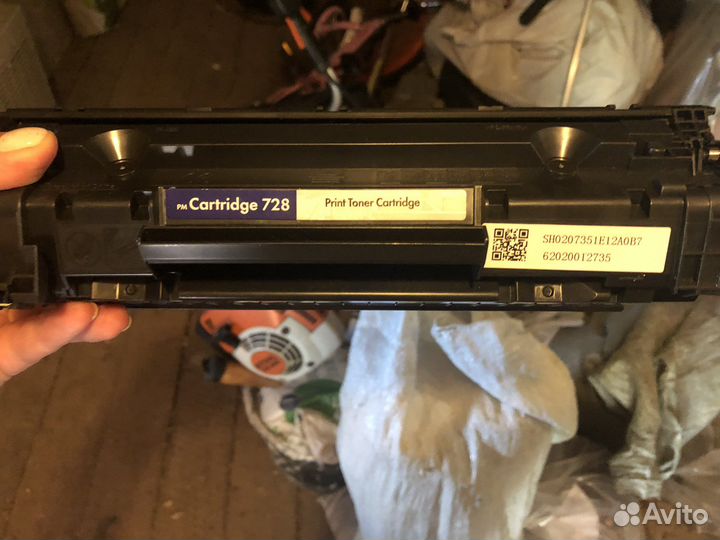 PM Cartridge 728
Print Toner Cartridge
SH0207351E12A0B7
62020012735
Avito